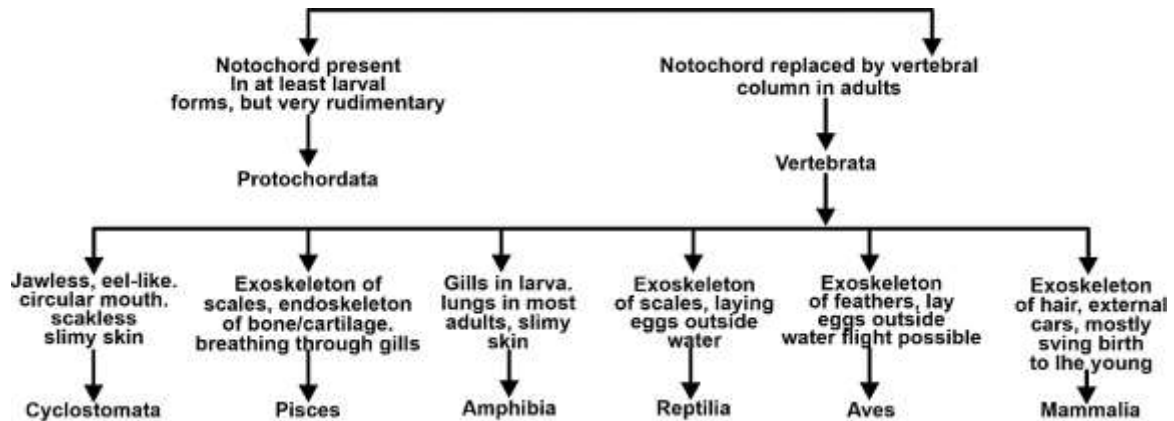 Notochord present
In at least larval
forms, but very rudimentary
Notochord replaced by vertebral
column in adults
Protochordata
Vertebrata
Jawless, eel-like.
circular mouth.
scakless
slimy skin
Exoskeleton of
scales, endoskeleton
of bone/cartilage.
breathing through gills
Gills in larva.
lungs in most
adults, slimy
skin
Exoskeleton
of scales, laying
eggs outside
water
Exoskeleton
of feathers, lay
eggs outside
water flight possible
Exoskeleton
of hair, external
cars, mostly
sving birth
to lhe young
Cyclostomata
Pisces
Amphibia
Reptilia
Aves
Mammalia